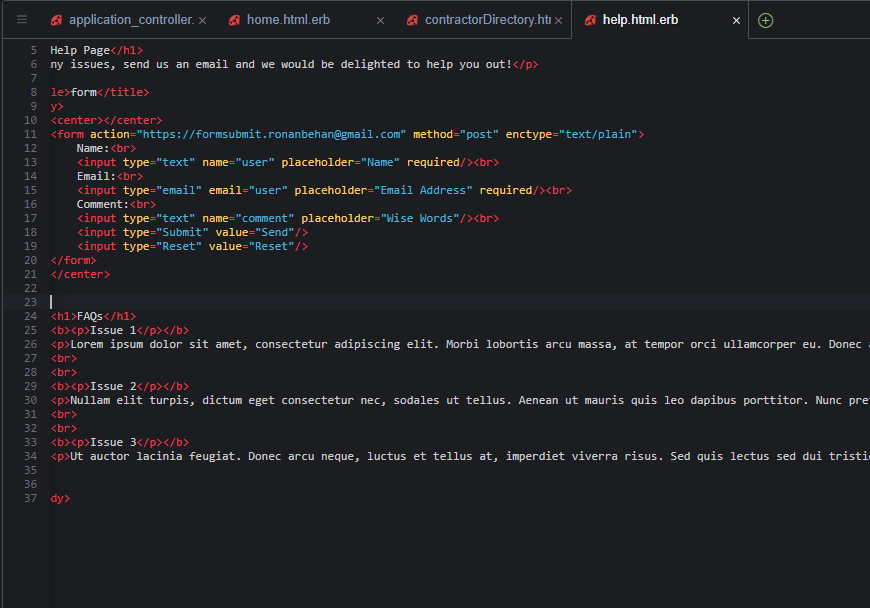 application_controller. × home.html.erb × contractorDirectory.htr × help.html.erb ×
5 Help Page</h1>
6 ny issues, send us an email and we would be delighted to help you out!</p>
7
8 le>form</title>
9 y>
10 <center></center>
11 <form action="https://formsubmit.ronanbehan@gmail.com" method="post" enctype="text/plain">
12 Name:<br>
13 <input type="text" name="user" placeholder="Name" required/><br>
14 Email:<br>
15 <input type="email" email="user" placeholder="Email Address" required/><br>
16 Comment:<br>
17 <input type="text" name="comment" placeholder="Wise Words"/><br>
18 <input type="Submit" value="Send"/>
19 <input type="Reset" value="Reset"/>
20 </form>
21 </center>
22
23
24 <h1>FAQs</h1>
25 <b><p>Issue 1</p></b>
26 <p>Lorem ipsum dolor sit amet, consectetur adipiscing elit. Morbi lobortis arcu massa, at tempor orci ullamcorper eu. Donec a
27 <br>
28 <br>
29 <b><p>Issue 2</p></b>
30 <p>Nullam elit turpis, dictum eget consectetur nec, sodales ut tellus. Aenean ut mauris quis leo dapibus porttitor. Nunc pre
31 <br>
32 <br>
33 <b><p>Issue 3</p></b>
34 <p>Ut auctor lacinia feugiat. Donec arcu neque, luctus et tellus at, imperdiet viverra risus. Sed quis lectus sed dui tristi
35
36
37 dy>